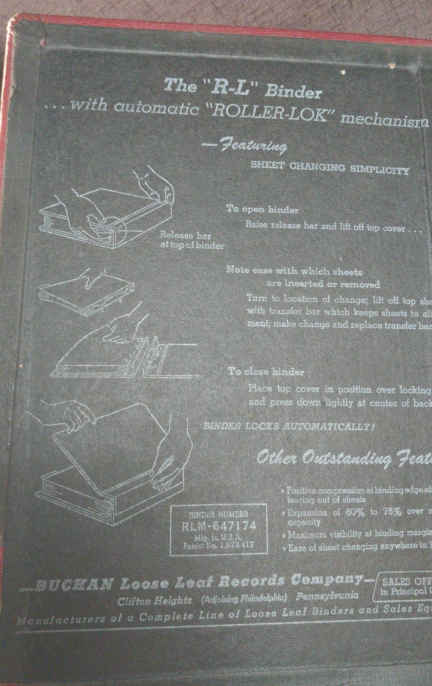 The "R-L" Binder
...with automatic "ROLLER-LOK" mechanism
—Featuring
SHEET CHANGING SIMPLICITY
To open binder
Raise release bar and lift off top cover...
Release bar
at top of binder
Note ease with which sheets
are inserted or removed
Turn to location of change; lift off top
with transfer bar which keeps sheets to
ment; make change and replace transfer bar
To close binder
Place top cover in position over locking
and press down lightly at center of back
BINDER LOCKS AUTOMATICALLY!
Other Outstanding
Positive compression at binding edge
tearing out of sheets
Expansion of 60% to 75% over
capacity
Maximum visibility at binding margin
Ease of sheet changing anywhere in
BINDER NUMBER
RLM-647174
Mfg. in U.S.A.
Patent No.
—BUCHAN Loose Leaf Records Company—
SALES
In Principal
Clifton Heights (Adjoining Philadelphia) Pennsylvania
Manufacturers of a Complete Line of Loose Leaf Binders and Sales